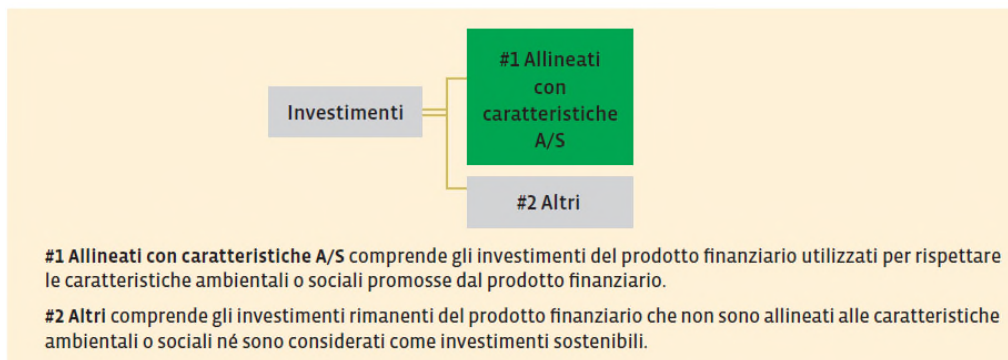 #1 Allineati
con
caratteristiche
A/S
Investimenti
#2 Altri
#1 Allineati con caratteristiche A/S comprende gli investimenti del prodotto finanziario utilizzati per rispettare
le caratteristiche ambientali o sociali promosse dal prodotto finanziario.
#2 Altri comprende gli investimenti rimanenti del prodotto finanziario che non sono allineati alle caratteristiche
ambientali o sociali né sono considerati come investimenti sostenibili.